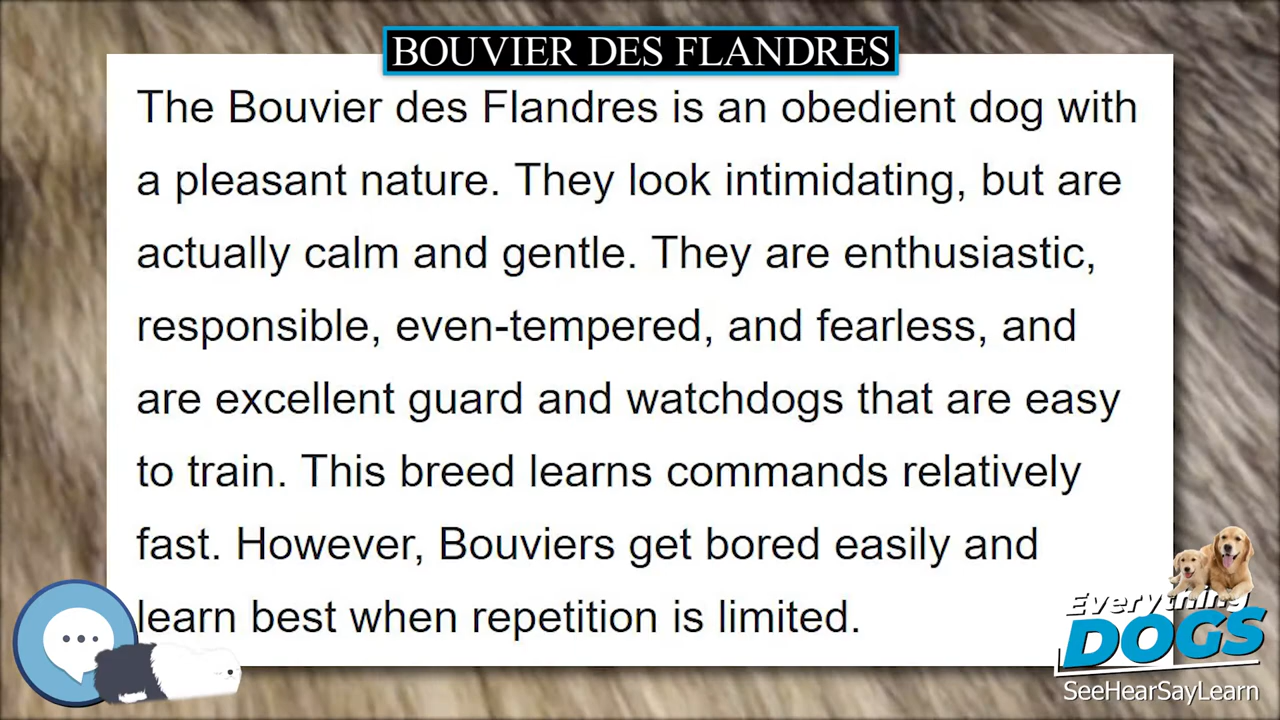 BOUVIER DES FLANDRES
The Bouvier des Flandres is an obedient dog with
a pleasant nature. They look intimidating, but are
actually calm and gentle. They are enthusiastic,
responsible, even-tempered, and fearless, and
are excellent guard and watchdogs that are easy
to train. This breed learns commands relatively
fast. However, Bouviers get bored easily and
learn best when repetition is limited.
Everything
DOGS
SeeHearSayLearn